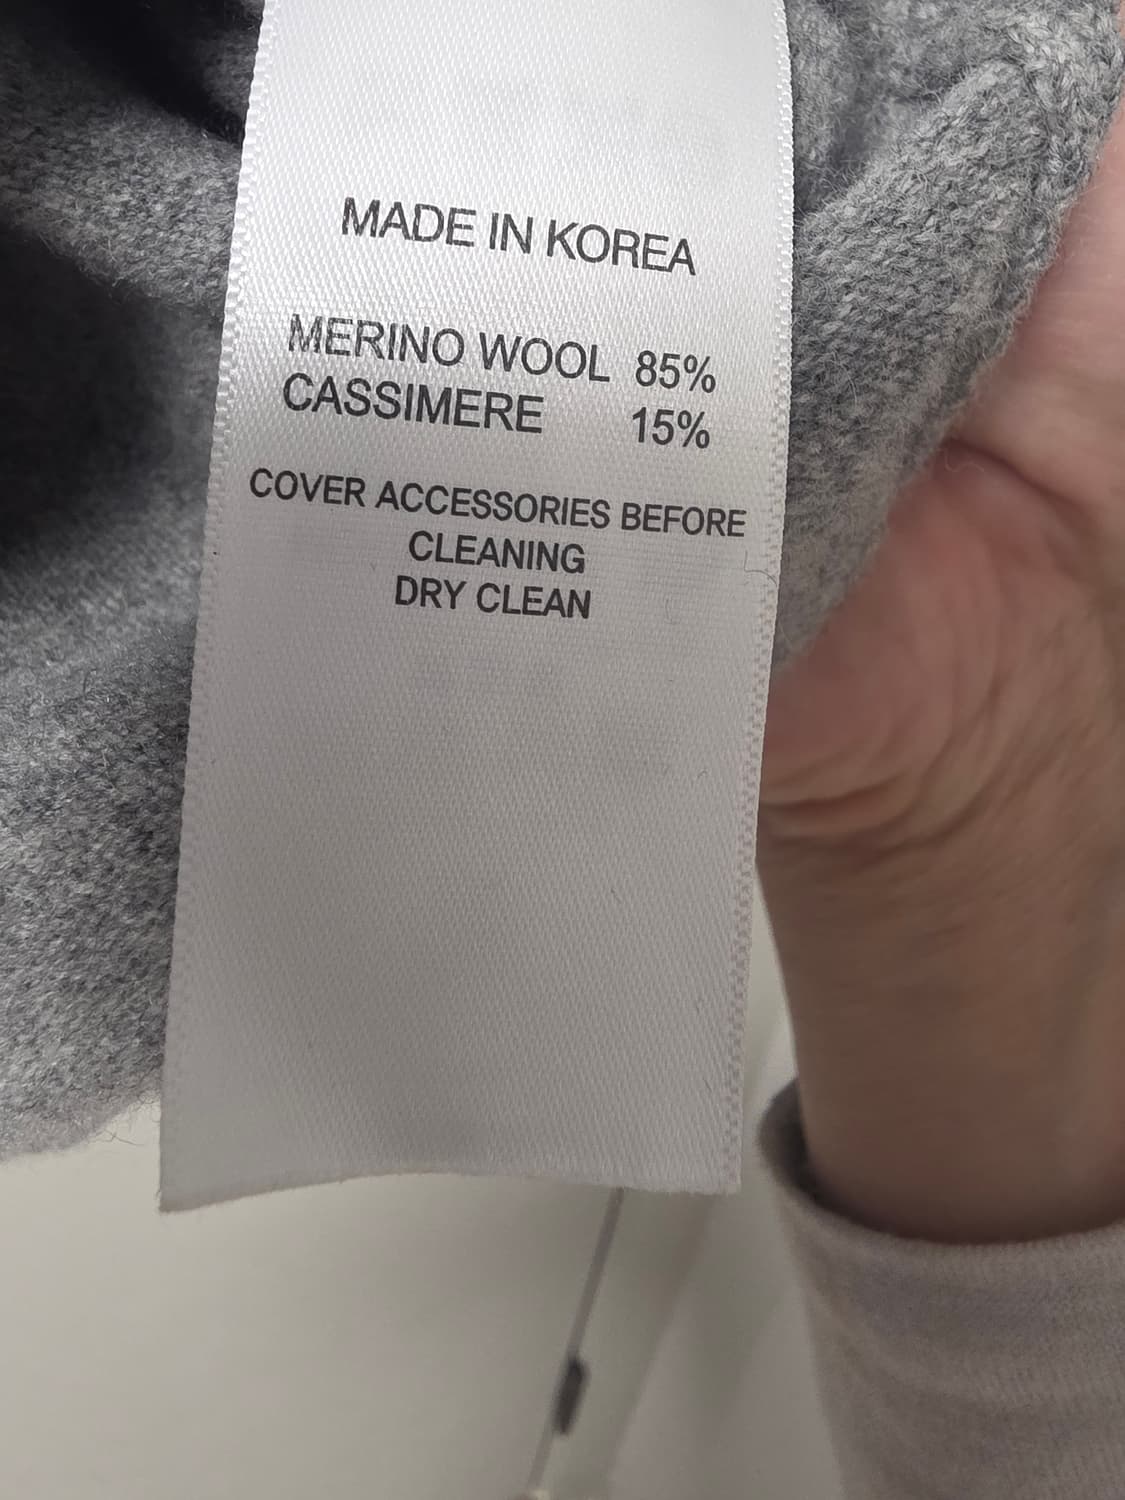 MADE IN KOREA
MERINO WOOL 85%
CASSIMERE 15%
COVER ACCESSORIES BEFORE
CLEANING
DRY CLEAN